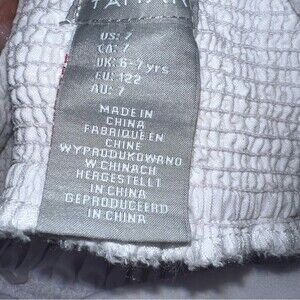 US: 7
CA: 7
UK: 6-7 yrs
EU: 122
AU: 7
MADE IN
CHINA
FABRIQUÉ EN
CHINE
WYPRODUKOWANO
W CHINACH
HERGESTELLT
IN CHINA
GEPRODUCEERD
IN CHINA